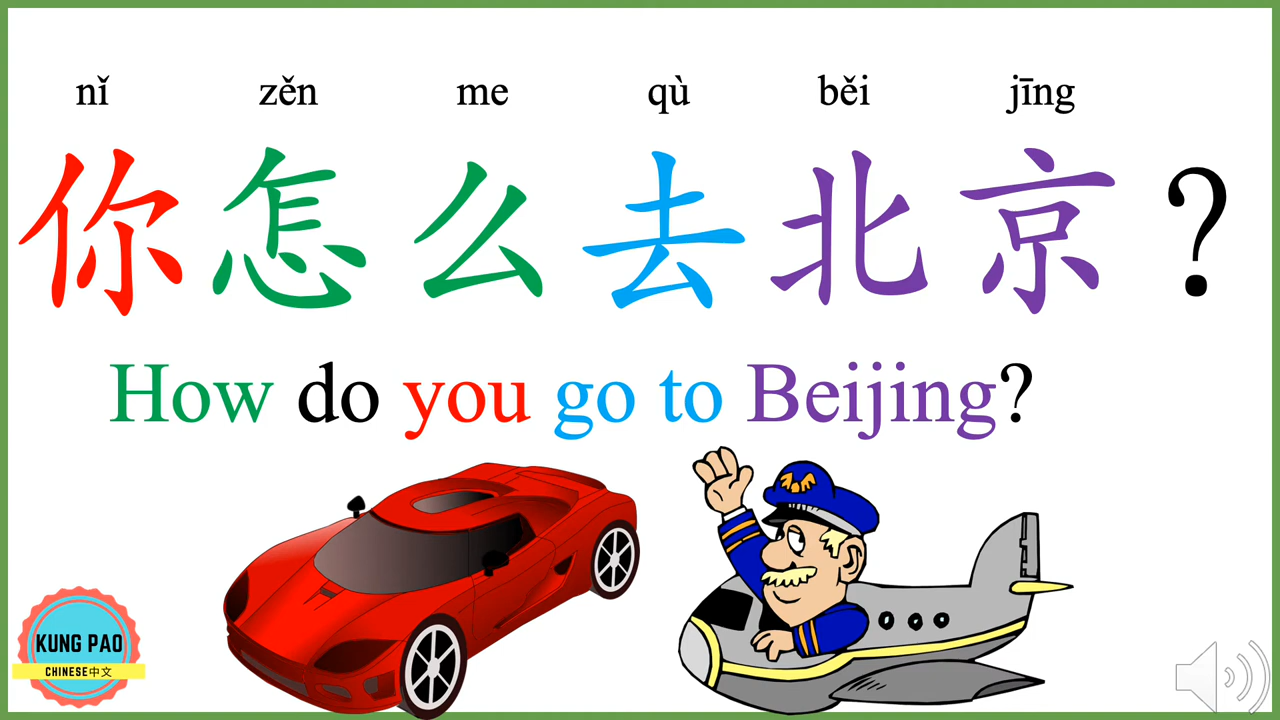 nǐ zěn me qù běi jīng
你怎么去北京?
How do you go to Beijing?
KUNG PAO
CHINESE中文